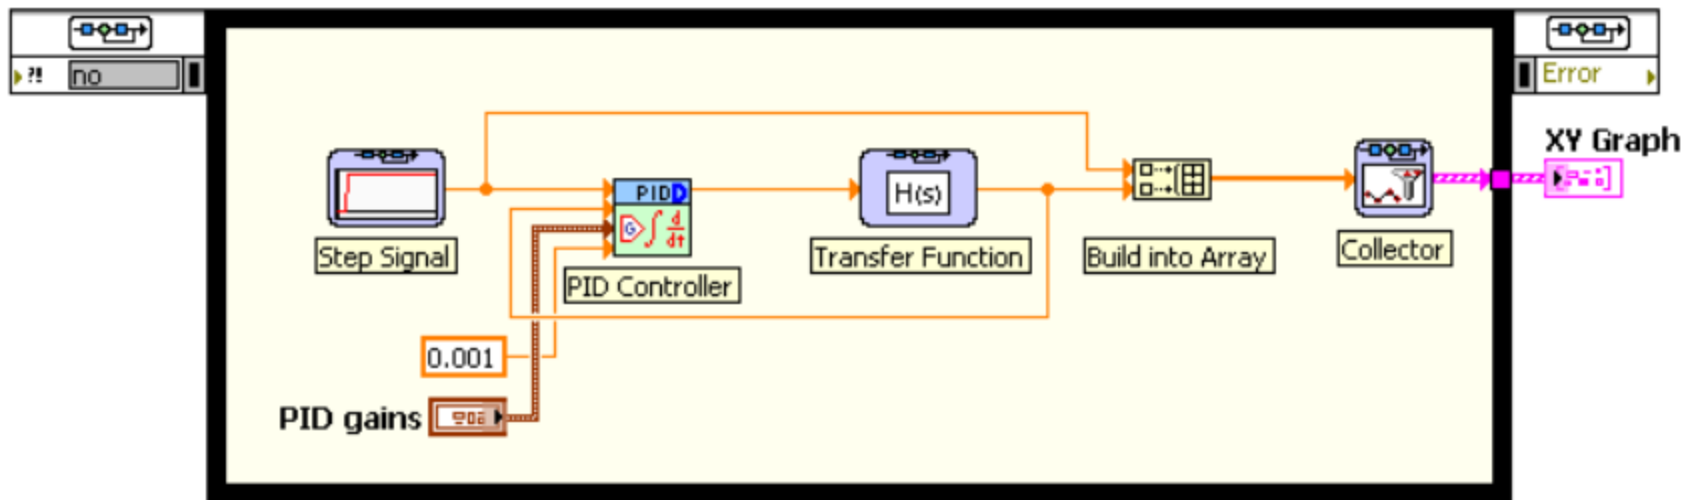 ?!
no
Error
XY Graph
PID
H(s)
G
d
dt
Step Signal
PID Controller
Transfer Function
Build into Array
Collector
0.001
PID gains